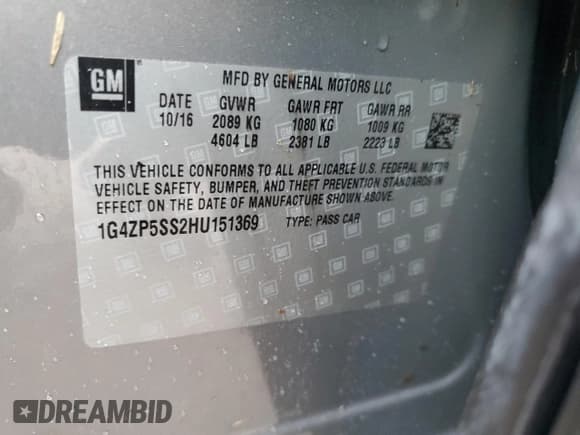 GM
MFD BY GENERAL MOTORS LLC
DATE GVWR GAWR FRT GAWR RR
10/16 2089 KG 1080 KG 1009 KG
4604 LB 2381 LB 2223 LB
THIS VEHICLE CONFORMS TO ALL APPLICABLE U.S. FEDERAL MOTOR
VEHICLE SAFETY, BUMPER, AND THEFT PREVENTION STANDARDS IN
EFFECT ON THE DATE OF MANUFACTURE SHOWN ABOVE.
1G4ZP5SS2HU151369 TYPE: PASS CAR
DREAMBID